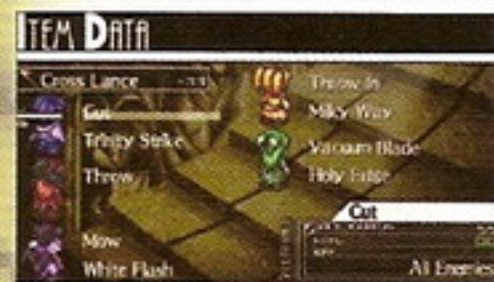 ITEM DATA
Cross Lance
Cut
Trinity Strike
Throw
Mow
White Flash
Throw In
Milky Way
Vacuum Blade
Holy Edge
Cut
All Enemies